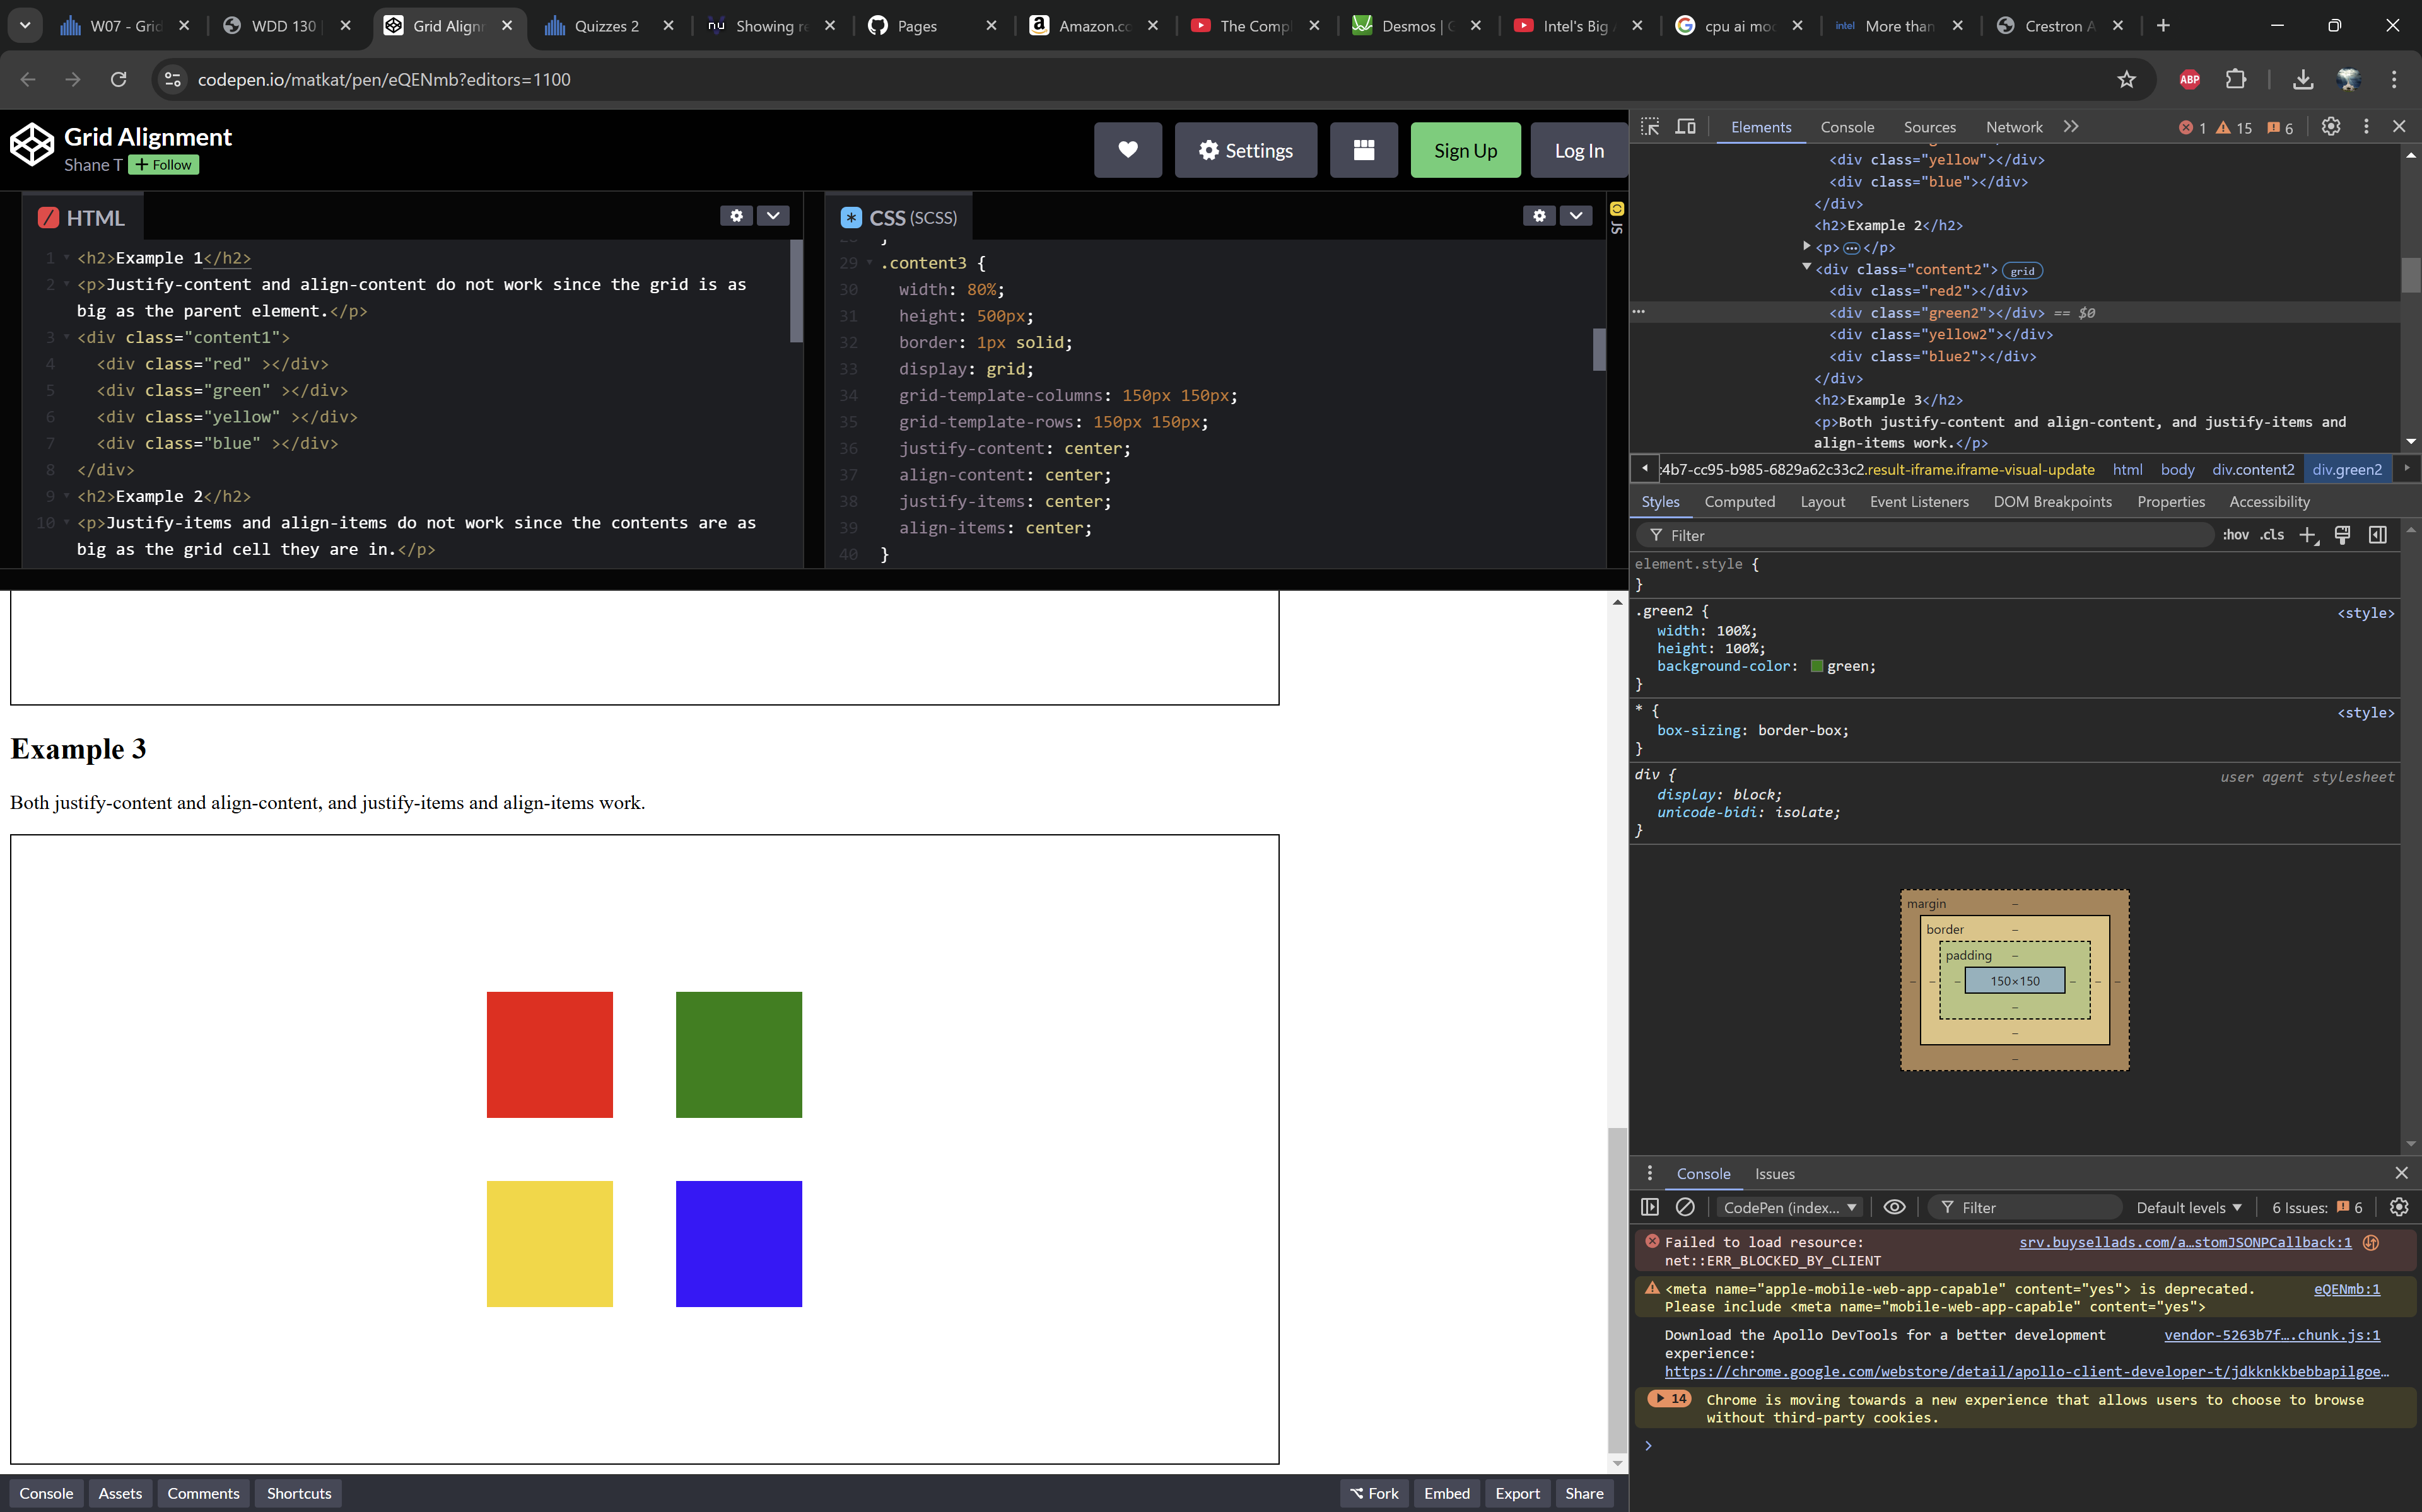 W07 - Grid
WDD 130
Grid Alignm
Quizzes 2
nu Showing re
Pages
Amazon.co
The Compl
Desmos | G
Intel's Big A
cpu ai mod
intel More than
Crestron A
codepen.io/matkat/pen/eQENmb?editors=1100
ABP
Grid Alignment
Shane T + Follow
Settings
Sign Up
Log In
HTML
1 <h2>Example 1</h2>
2 <p>Justify-content and align-content do not work since the grid is as
big as the parent element.</p>
3 <div class="content1">
4 <div class="red" ></div>
5 <div class="green" ></div>
6 <div class="yellow" ></div>
7 <div class="blue" ></div>
8 </div>
9 <h2>Example 2</h2>
10 <p>Justify-items and align-items do not work since the contents are as
big as the grid cell they are in.</p>
CSS (SCSS)
JS
28 }
29 .content3 {
30 width: 80%;
31 height: 500px;
32 border: 1px solid;
33 display: grid;
34 grid-template-columns: 150px 150px;
35 grid-template-rows: 150px 150px;
36 justify-content: center;
37 align-content: center;
38 justify-items: center;
39 align-items: center;
40 }
Example 3
Both justify-content and align-content, and justify-items and align-items work.
Console
Assets
Comments
Shortcuts
Fork
Embed
Export
Share
Elements
Console
Sources
Network
1
15
6
<div class="yellow"></div>
<div class="blue"></div>
</div>
<h2>Example 2</h2>
<p>…</p>
<div class="content2"> grid
<div class="red2"></div>
<div class="green2"></div> == $0
<div class="yellow2"></div>
<div class="blue2"></div>
</div>
<h2>Example 3</h2>
<p>Both justify-content and align-content, and justify-items and
align-items work.</p>
:4b7-cc95-b985-6829a62c33c2.result-iframe.iframe-visual-update html body div.content2 div.green2
Styles
Computed
Layout
Event Listeners
DOM Breakpoints
Properties
Accessibility
Filter
:hov .cls
element.style {
}
.green2 { <style>
width: 100%;
height: 100%;
background-color: green;
}
* { <style>
box-sizing: border-box;
}
div { user agent stylesheet
display: block;
unicode-bidi: isolate;
}
margin –
border –
padding –
– – – 150×150 – – –
–
–
–
Console
Issues
CodePen (index…
Filter
Default levels
6 Issues: 6
Failed to load resource: srv.buysellads.com/a…stomJSONPCallback:1
net::ERR_BLOCKED_BY_CLIENT
<meta name="apple-mobile-web-app-capable" content="yes"> is deprecated. eQENmb:1
Please include <meta name="mobile-web-app-capable" content="yes">
Download the Apollo DevTools for a better development vendor-5263b7f….chunk.js:1
experience:
https://chrome.google.com/webstore/detail/apollo-client-developer-t/jdkknkkbebbapilgoe…
14 Chrome is moving towards a new experience that allows users to choose to browse
without third-party cookies.